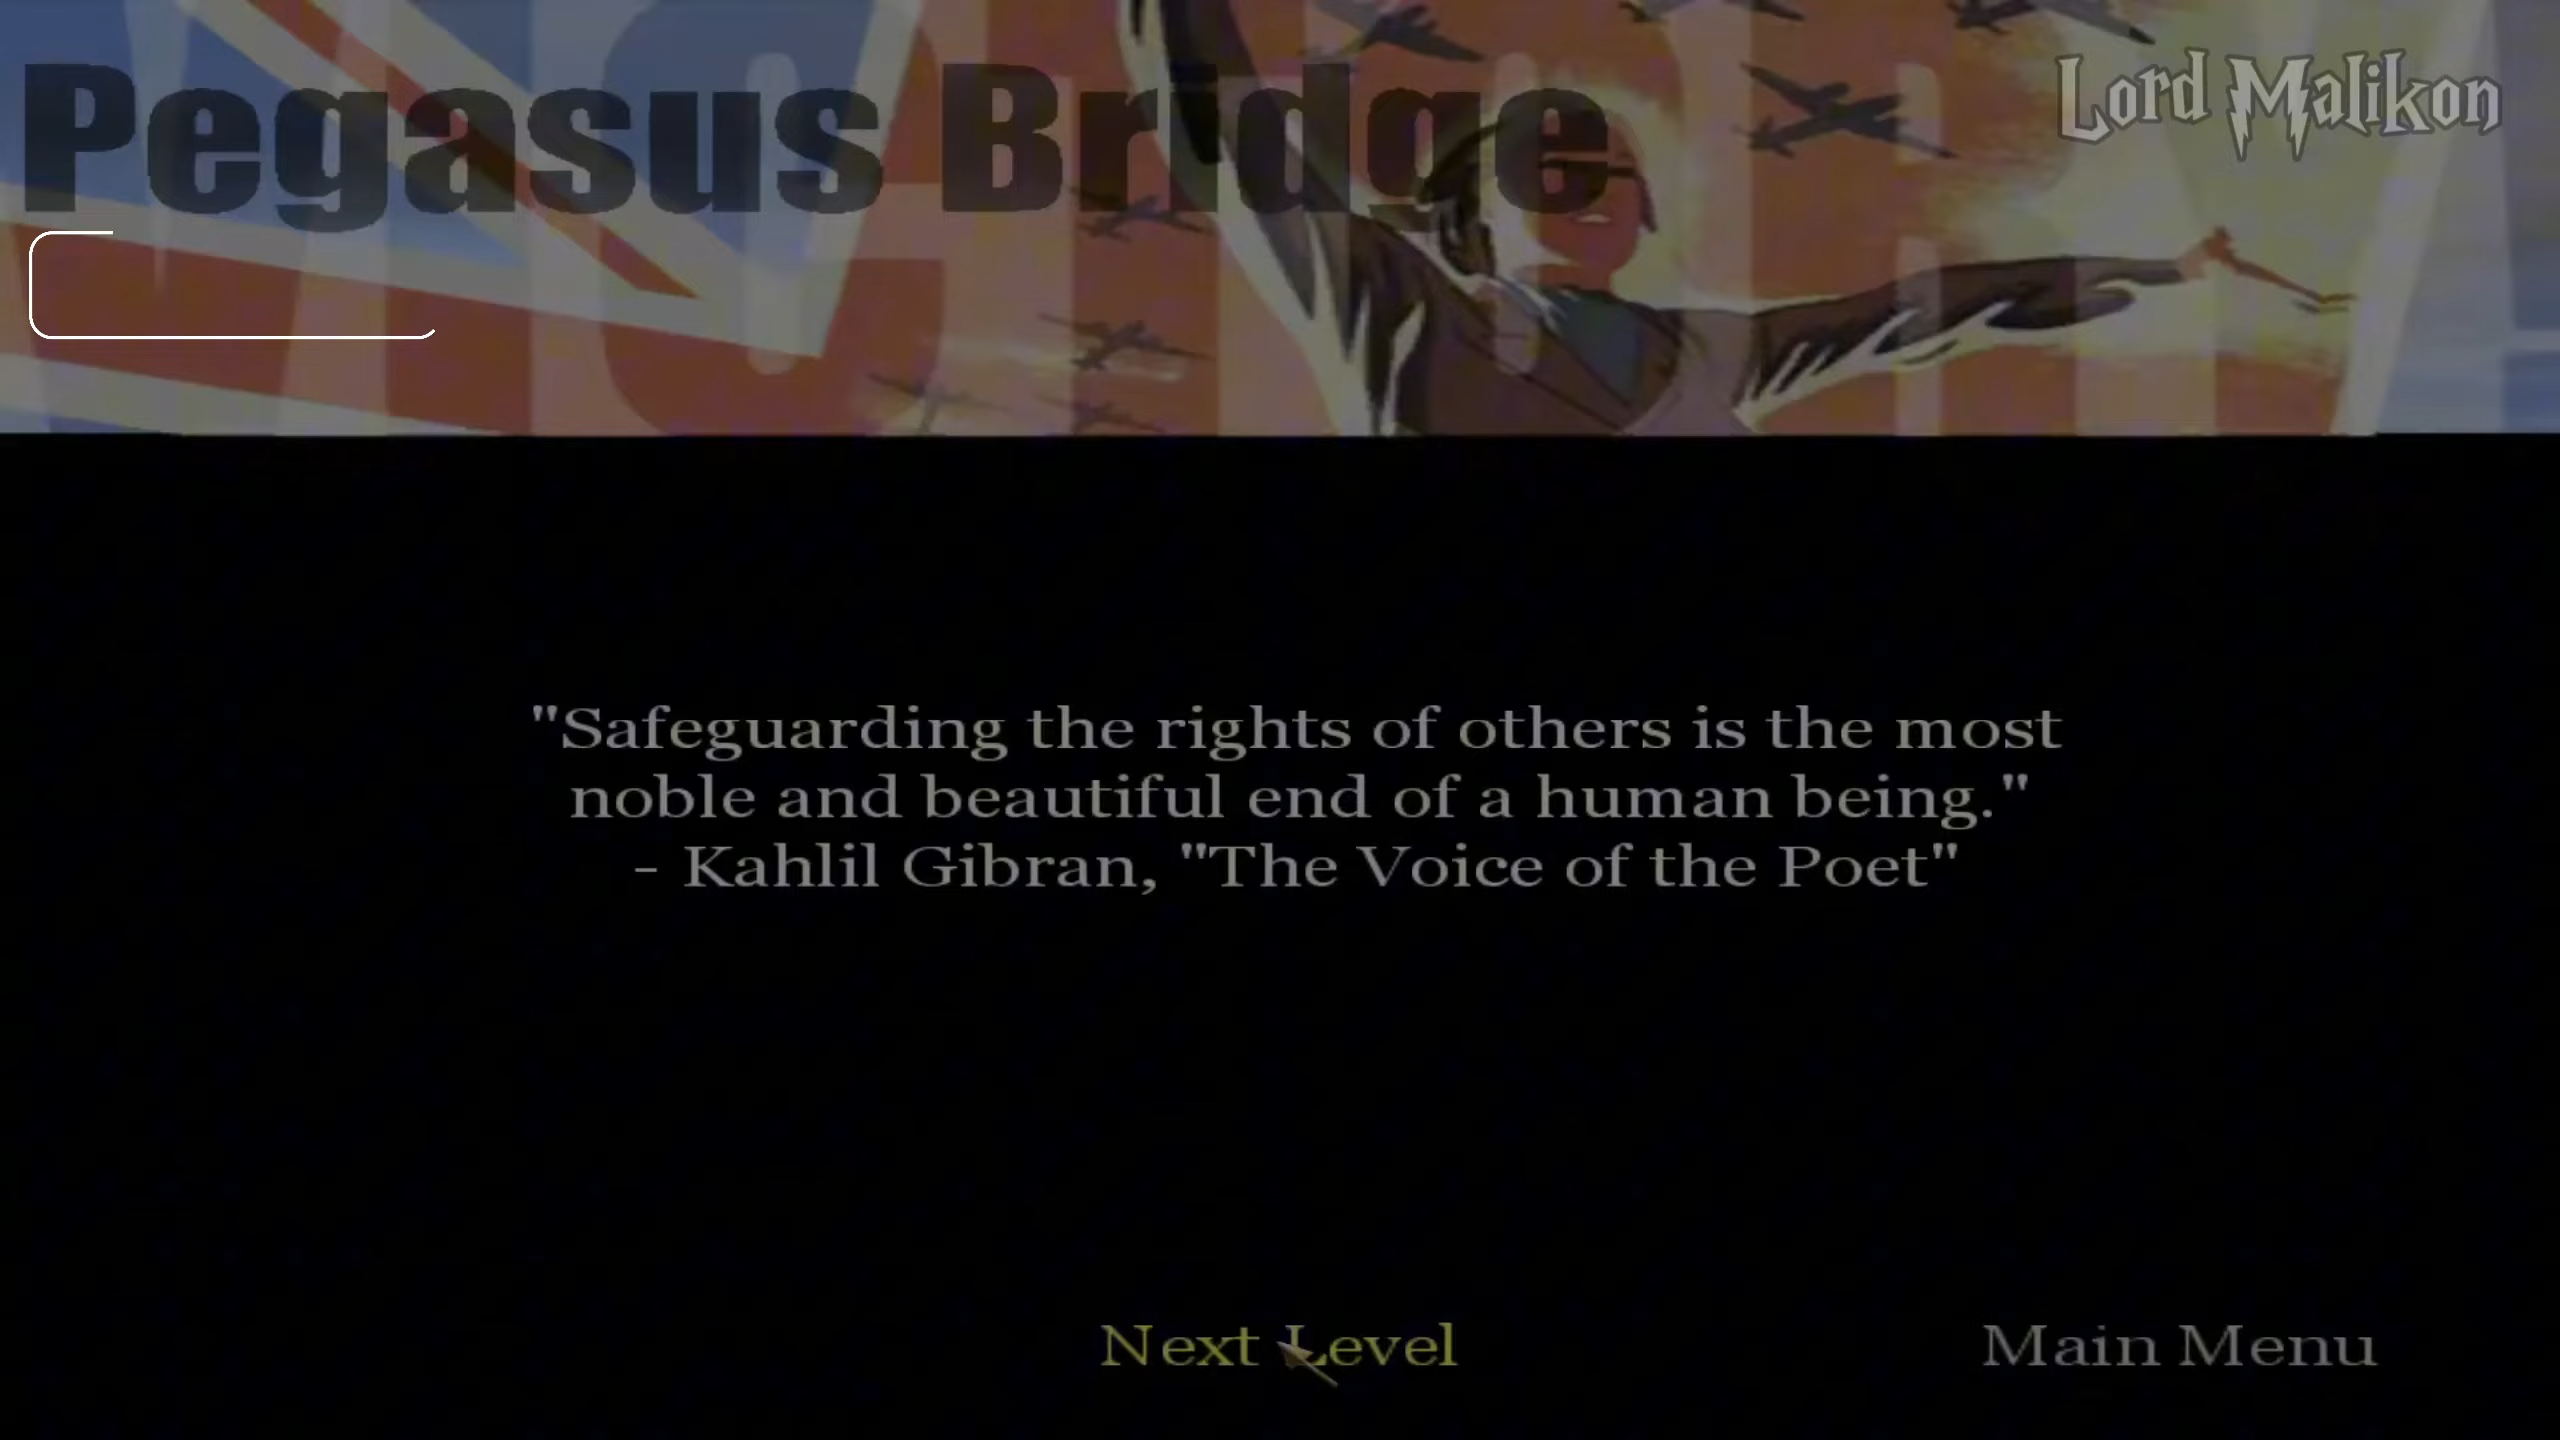 Pegasus Bridge
Lord Malikon
"Safeguarding the rights of others is the most
noble and beautiful end of a human being."
- Kahlil Gibran, "The Voice of the Poet"
Next Level
Main Menu